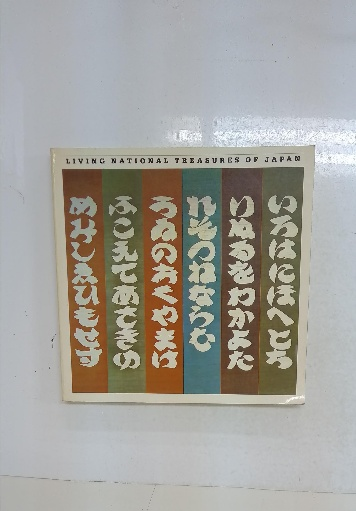 LIVING NATIONAL TREASURES OF JAPAN
いろはにほへとち
りぬるをわかよた
れそつねならむ
うゐのおくやまけ
ふこえてあさきゆ
めみしゑひもせす